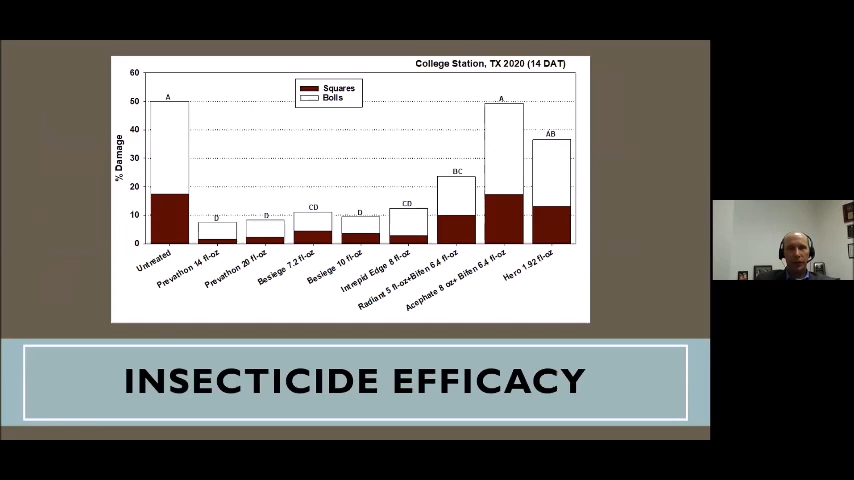 College Station, TX 2020 (14 DAT)
60
50
40
30
20
10
0
% Damage
Squares
Bolls
A
D
D
CD
D
CD
BC
A
AB
Untreated
Prevathon 14 fl-oz
Prevathon 20 fl-oz
Besiege 7.2 fl-oz
Besiege 10 fl-oz
Intrepid Edge 8 fl-oz
Radiant 5 fl-oz+Bifen 6.4 fl-oz
Acephate 8 oz+ Bifen 6.4 fl-oz
Hero 1.92 fl-oz
INSECTICIDE EFFICACY